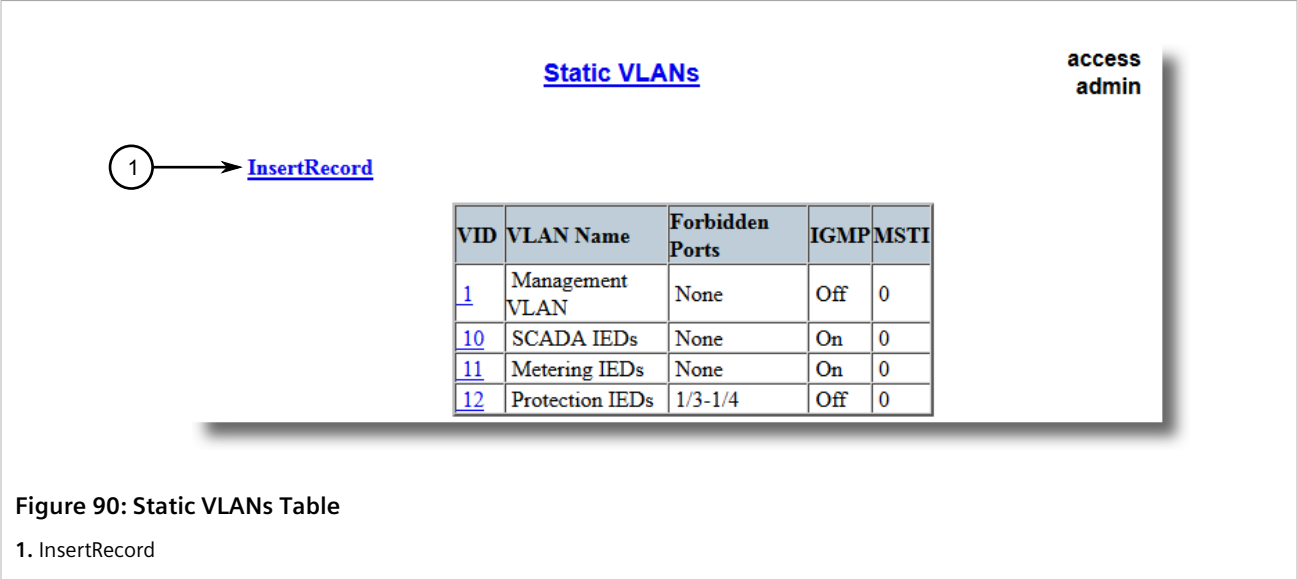 Static VLANs
access
admin
1
InsertRecord
VID VLAN Name Forbidden Ports IGMP MSTI
1 Management VLAN None Off 0
10 SCADA IEDs None On 0
11 Metering IEDs None On 0
12 Protection IEDs 1/3-1/4 Off 0
Figure 90: Static VLANs Table
1. InsertRecord